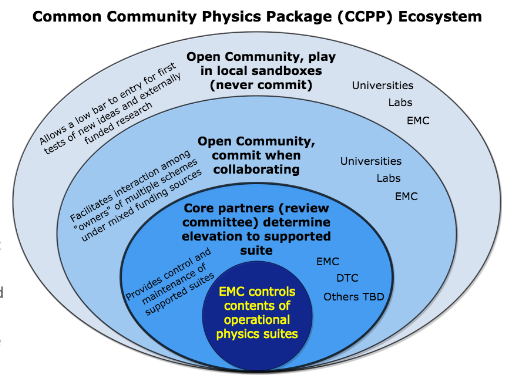 Common Community Physics Package (CCPP) Ecosystem
Open Community, play
in local sandboxes
(never commit)
Allows a low bar to entry for first
tests of new ideas and externally
funded research
Universities
Labs
EMC
Open Community,
commit when
collaborating
Facilitates interaction among
"owners" of multiple schemes
under mixed funding sources
Universities
Labs
EMC
Core partners (review
committee) determine
elevation to supported
suite
Provides control and
maintenance of
supported suites
EMC
DTC
Others TBD
EMC controls
contents of
operational
physics suites